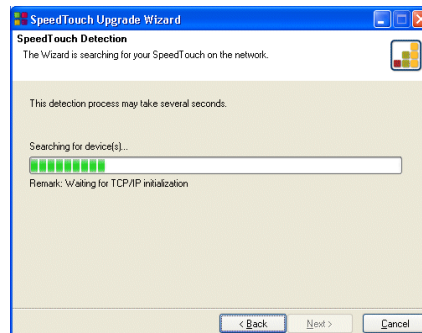 SpeedTouch Upgrade Wizard
SpeedTouch Detection
The Wizard is searching for your SpeedTouch on the network.
This detection process may take several seconds.
Searching for device(s)...
Remark: Waiting for TCP/IP initialization
< Back Next > Cancel